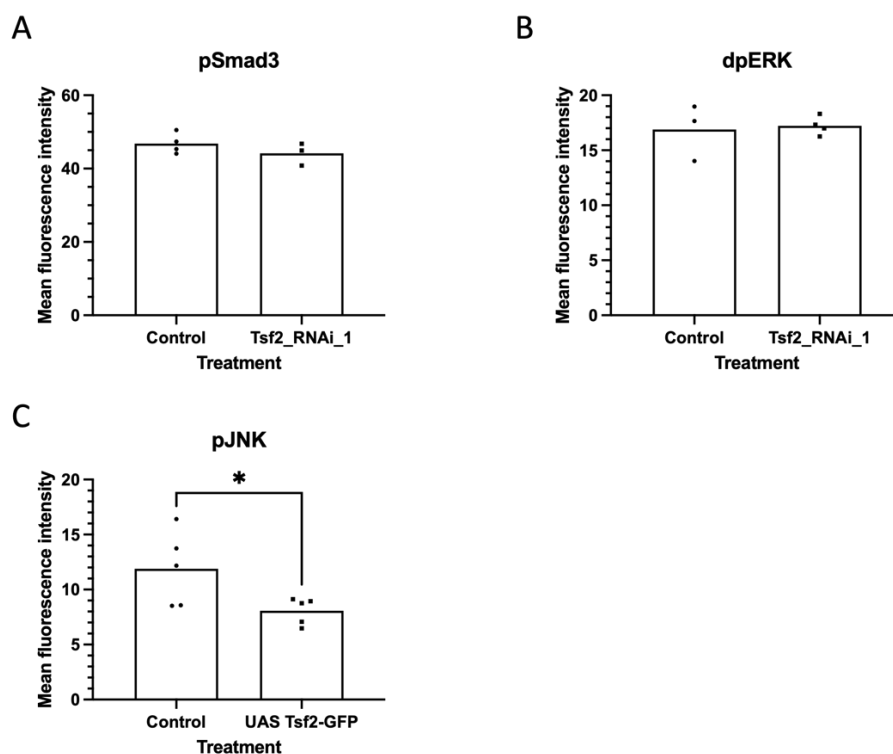 A
pSmad3
Mean fluorescence intensity
60
40
20
0
Control
Tsf2_RNAi_1
Treatment
B
dpERK
Mean fluorescence intensity
20
15
10
5
0
Control
Tsf2_RNAi_1
Treatment
C
pJNK
Mean fluorescence intensity
20
15
10
5
0
*
Control
UAS Tsf2-GFP
Treatment